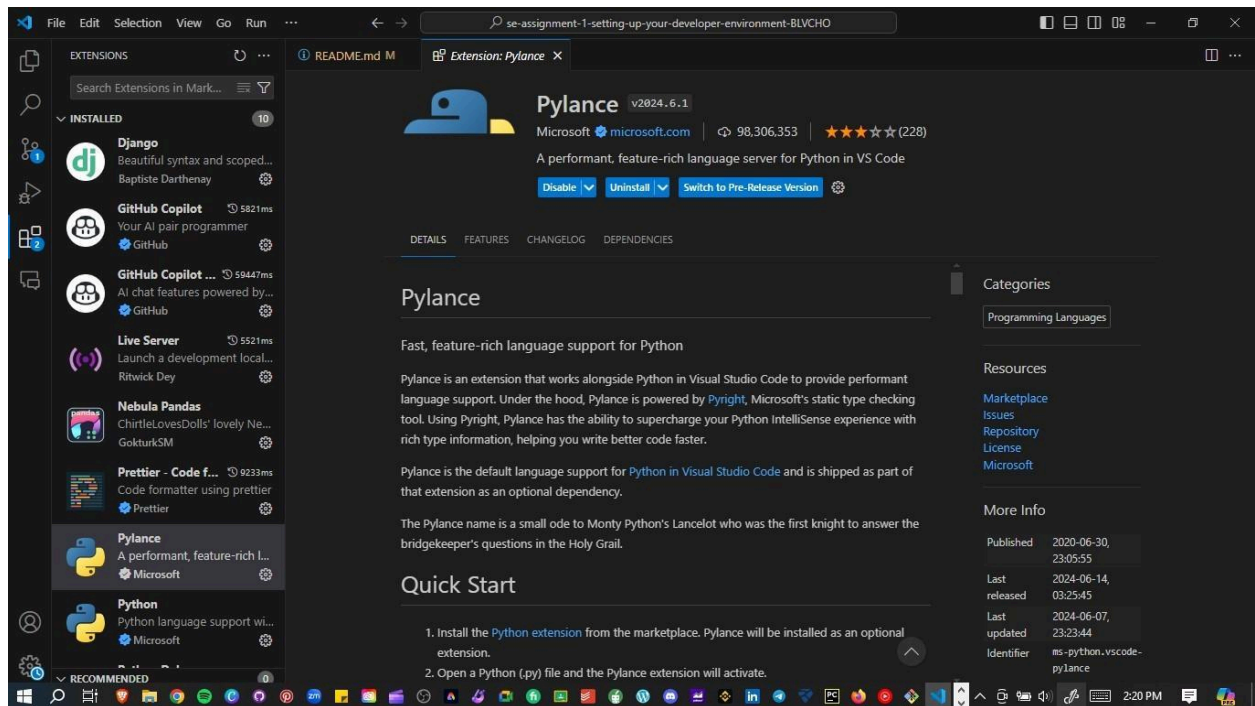 File Edit Selection View Go Run ··· ← → se-assignment-1-setting-up-your-developer-environment-BLVCHO
EXTENSIONS
Search Extensions in Mark...
INSTALLED 10
Django
Beautiful syntax and scoped...
Baptiste Darthenay
GitHub Copilot 5821ms
Your AI pair programmer
GitHub
GitHub Copilot ... 59447ms
AI chat features powered by...
GitHub
Live Server 5521ms
Launch a development local...
Ritwick Dey
Nebula Pandas
ChirtleLovesDolls' lovely Ne...
GokturkSM
Prettier - Code f... 9233ms
Code formatter using prettier
Prettier
Pylance
A performant, feature-rich l...
Microsoft
Python
Python language support wi...
Microsoft
RECOMMENDED 0
1
2
README.md M Extension: Pylance
Pylance v2024.6.1
Microsoft microsoft.com 98,306,353 ★★★☆☆(228)
A performant, feature-rich language server for Python in VS Code
Disable Uninstall Switch to Pre-Release Version
DETAILS FEATURES CHANGELOG DEPENDENCIES
Pylance
Fast, feature-rich language support for Python
Pylance is an extension that works alongside Python in Visual Studio Code to provide performant
language support. Under the hood, Pylance is powered by Pyright, Microsoft's static type checking
tool. Using Pyright, Pylance has the ability to supercharge your Python IntelliSense experience with
rich type information, helping you write better code faster.
Pylance is the default language support for Python in Visual Studio Code and is shipped as part of
that extension as an optional dependency.
The Pylance name is a small ode to Monty Python's Lancelot who was the first knight to answer the
bridgekeeper's questions in the Holy Grail.
Quick Start
1. Install the Python extension from the marketplace. Pylance will be installed as an optional
extension.
2. Open a Python (.py) file and the Pylance extension will activate.
Categories
Programming Languages
Resources
Marketplace
Issues
Repository
License
Microsoft
More Info
Published 2020-06-30,
23:05:55
Last 2024-06-14,
released 03:25:45
Last 2024-06-07,
updated 23:23:44
Identifier ms-python.vscode-
pylance
2:20 PM